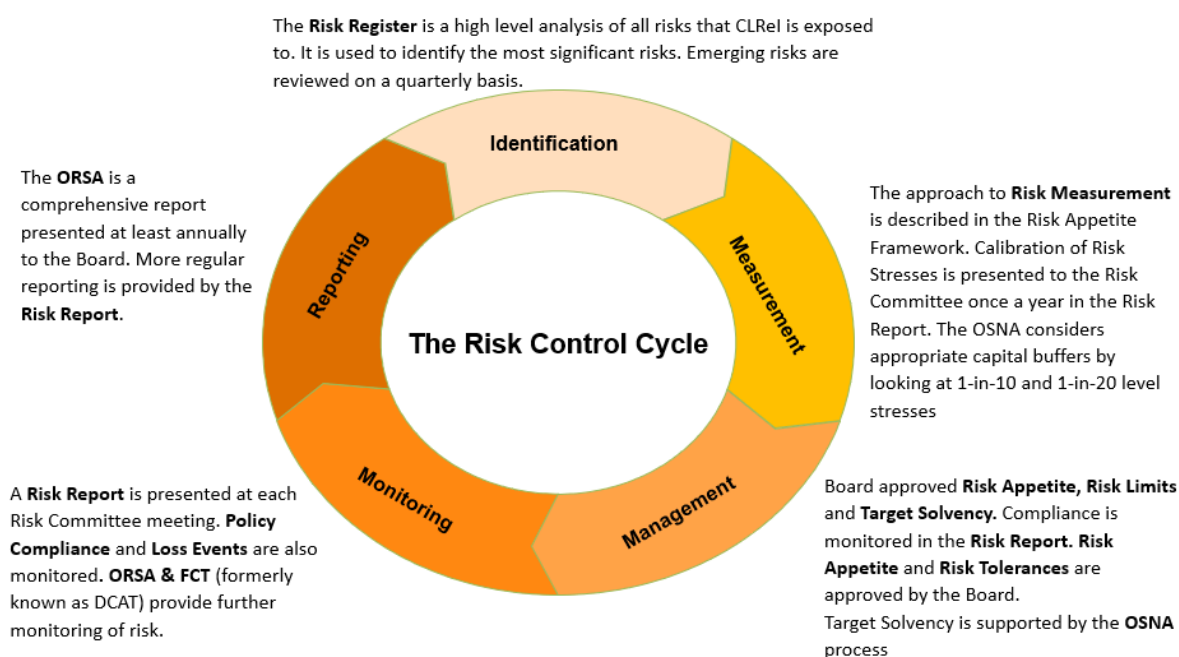 The Risk Register is a high level analysis of all risks that CLReI is exposed
to. It is used to identify the most significant risks. Emerging risks are
reviewed on a quarterly basis.
Identification
The ORSA is a
comprehensive report
presented at least annually
to the Board. More regular
reporting is provided by the
Risk Report.
Reporting
Measurement
The approach to Risk Measurement
is described in the Risk Appetite
Framework. Calibration of Risk
Stresses is presented to the Risk
Committee once a year in the Risk
Report. The OSNA considers
appropriate capital buffers by
looking at 1-in-10 and 1-in-20 level
stresses
The Risk Control Cycle
A Risk Report is presented at each
Risk Committee meeting. Policy
Compliance and Loss Events are also
monitored. ORSA & FCT (formerly
known as DCAT) provide further
monitoring of risk.
Monitoring
Management
Board approved Risk Appetite, Risk Limits
and Target Solvency. Compliance is
monitored in the Risk Report. Risk
Appetite and Risk Tolerances are
approved by the Board.
Target Solvency is supported by the OSNA
process